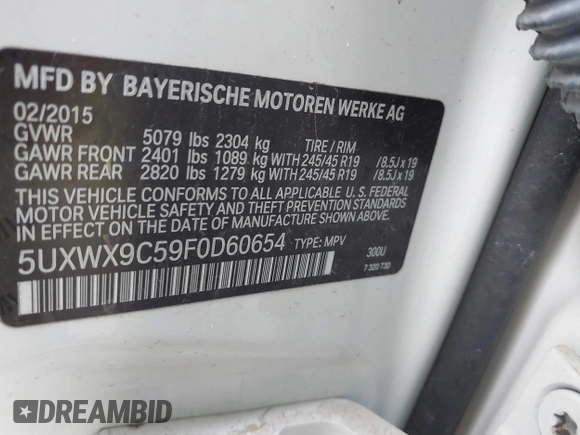 MFD BY BAYERISCHE MOTOREN WERKE AG
02/2015
GVWR 5079 lbs 2304 kg TIRE / RIM
GAWR FRONT 2401 lbs 1089 kg WITH 245/45 R19 /8.5J x 19
GAWR REAR 2820 lbs 1279 kg WITH 245/45 R19 /8.5J x 19
THIS VEHICLE CONFORMS TO ALL APPLICABLE U. S. FEDERAL
MOTOR VEHICLE SAFETY AND THEFT PREVENTION STANDARDS
IN EFFECT ON THE DATE OF MANUFACTURE SHOWN ABOVE.
5UXWX9C59F0D60654 TYPE: MPV
300U
7 320 730
DREAMBID